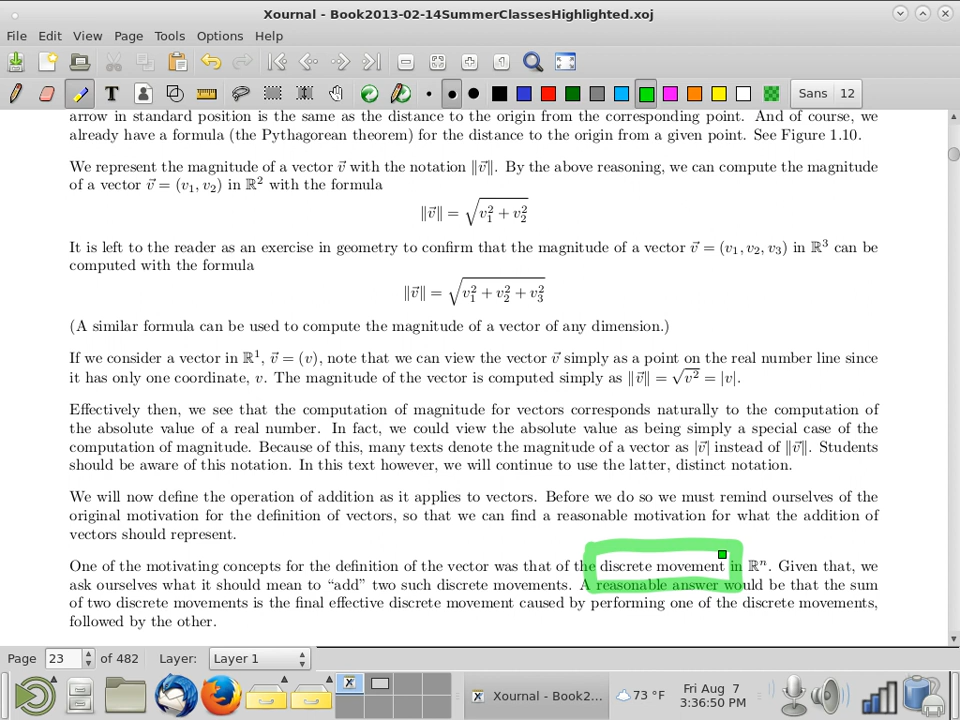 Xournal - Book2013-02-14SummerClassesHighlighted.xoj
File Edit View Page Tools Options Help
T Sans 12
arrow in standard position is the same as the distance to the origin from the corresponding point. And of course, we
already have a formula (the Pythagorean theorem) for the distance to the origin from a given point. See Figure 1.10.
We represent the magnitude of a vector v⃗ with the notation ‖v⃗‖. By the above reasoning, we can compute the magnitude
of a vector v⃗ = (v₁, v₂) in ℝ² with the formula
‖v⃗‖ = √(v₁² + v₂²)
It is left to the reader as an exercise in geometry to confirm that the magnitude of a vector v⃗ = (v₁, v₂, v₃) in ℝ³ can be
computed with the formula
‖v⃗‖ = √(v₁² + v₂² + v₃²)
(A similar formula can be used to compute the magnitude of a vector of any dimension.)
If we consider a vector in ℝ¹, v⃗ = (v), note that we can view the vector v⃗ simply as a point on the real number line since
it has only one coordinate, v. The magnitude of the vector is computed simply as ‖v⃗‖ = √v² = |v|.
Effectively then, we see that the computation of magnitude for vectors corresponds naturally to the computation of
the absolute value of a real number. In fact, we could view the absolute value as being simply a special case of the
computation of magnitude. Because of this, many texts denote the magnitude of a vector as |v⃗| instead of ‖v⃗‖. Students
should be aware of this notation. In this text however, we will continue to use the latter, distinct notation.
We will now define the operation of addition as it applies to vectors. Before we do so we must remind ourselves of the
original motivation for the definition of vectors, so that we can find a reasonable motivation for what the addition of
vectors should represent.
One of the motivating concepts for the definition of the vector was that of the discrete movement in ℝⁿ. Given that, we
ask ourselves what it should mean to “add” two such discrete movements. A reasonable answer would be that the sum
of two discrete movements is the final effective discrete movement caused by performing one of the discrete movements,
followed by the other.
Page 23 of 482 Layer: Layer 1
Xournal - Book2... 73 °F Fri Aug 7
3:36:50 PM